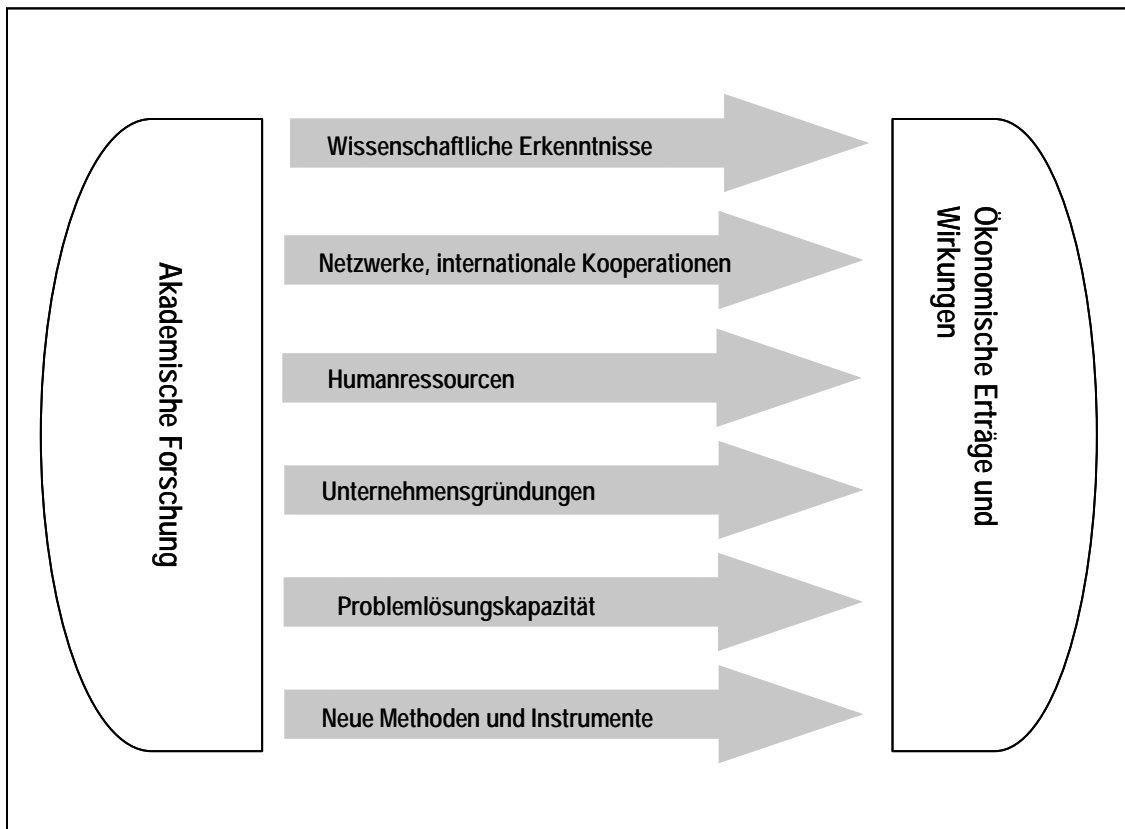 Akademische Forschung
Wissenschaftliche Erkenntnisse
Netzwerke, internationale Kooperationen
Humanressourcen
Unternehmensgründungen
Problemlösungskapazität
Neue Methoden und Instrumente
Ökonomische Erträge und
Wirkungen